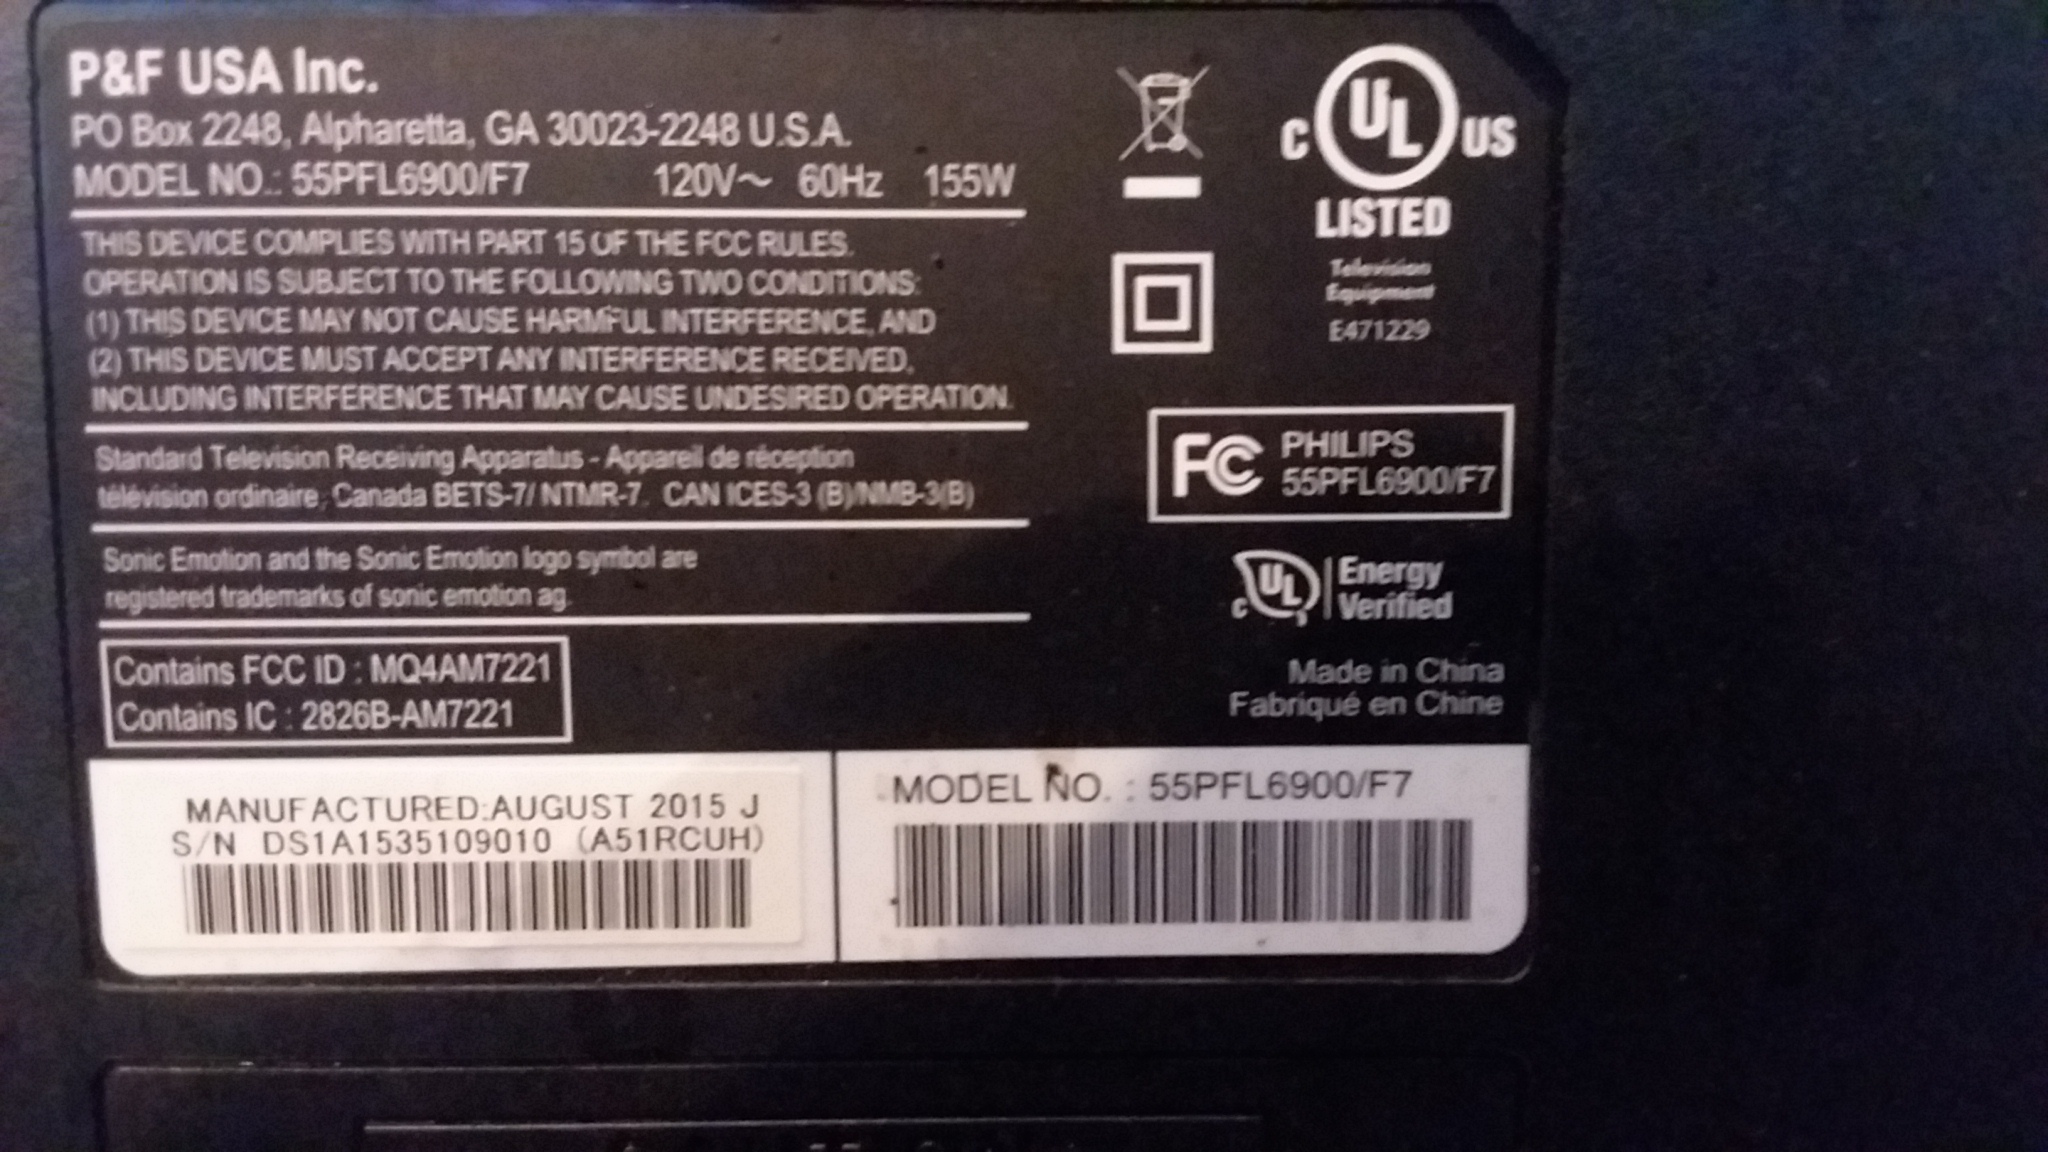 P&F USA Inc.
PO Box 2248, Alpharetta, GA 30023-2248 U.S.A.
MODEL NO.: 55PFL6900/F7 120V~ 60Hz 155W
THIS DEVICE COMPLIES WITH PART 15 OF THE FCC RULES.
OPERATION IS SUBJECT TO THE FOLLOWING TWO CONDITIONS:
(1) THIS DEVICE MAY NOT CAUSE HARMFUL INTERFERENCE, AND
(2) THIS DEVICE MUST ACCEPT ANY INTERFERENCE RECEIVED,
INCLUDING INTERFERENCE THAT MAY CAUSE UNDESIRED OPERATION.
Standard Television Receiving Apparatus - Appareil de réception
télévision ordinaire, Canada BETS-7/ NTMR-7. CAN ICES-3 (B)/NMB-3(B)
Sonic Emotion and the Sonic Emotion logo symbol are
registered trademarks of sonic emotion ag.
Contains FCC ID : MQ4AM7221
Contains IC : 2826B-AM7221
C UL US
LISTED
Television
Equipment
E471229
FC PHILIPS
55PFL6900/F7
c UL Energy
Verified
Made in China
Fabriqué en Chine
MANUFACTURED:AUGUST 2015 J
S/N DS1A1535109010 (A51RCUH)
MODEL NO. : 55PFL6900/F7